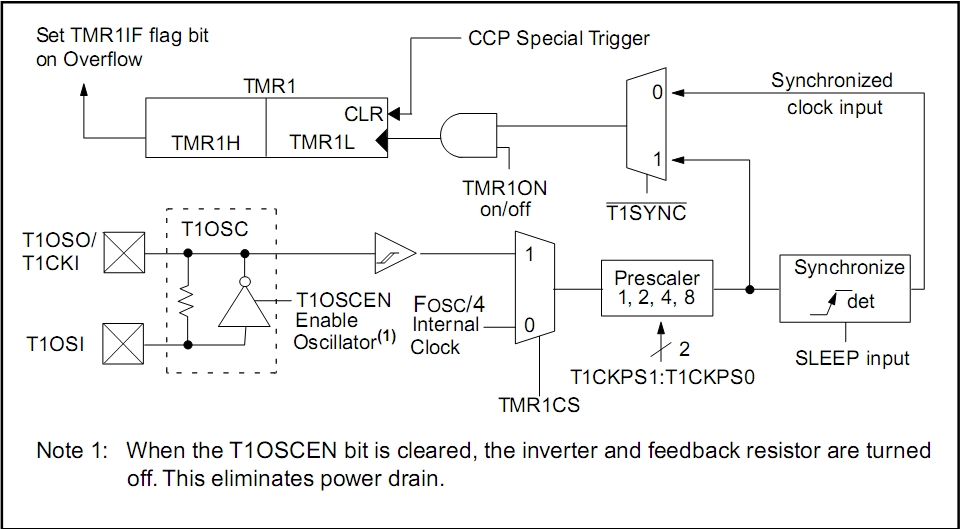 Set TMR1IF flag bit
on Overflow
CCP Special Trigger
TMR1
CLR
TMR1H
TMR1L
TMR1ON
on/off
0
1
T1SYNC
Synchronized
clock input
T1OSC
T1OSO/
T1CKI
T1OSI
T1OSCEN
Enable
Oscillator(1)
FOSC/4
Internal
Clock
1
0
TMR1CS
Prescaler
1, 2, 4, 8
2
T1CKPS1:T1CKPS0
Synchronize
det
SLEEP input
Note 1: When the T1OSCEN bit is cleared, the inverter and feedback resistor are turned
off. This eliminates power drain.